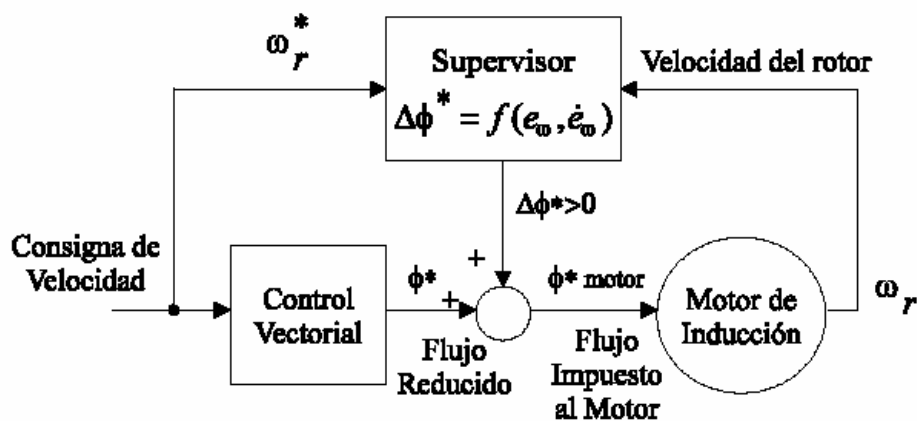 ω*r
Supervisor
Δϕ* = f(eω, ėω)
Velocidad del rotor
Δϕ*>0
Consigna de
Velocidad
Control
Vectorial
ϕ*
+
+
Flujo
Reducido
ϕ* motor
Flujo
Impuesto
al Motor
Motor de
Inducción
ωr